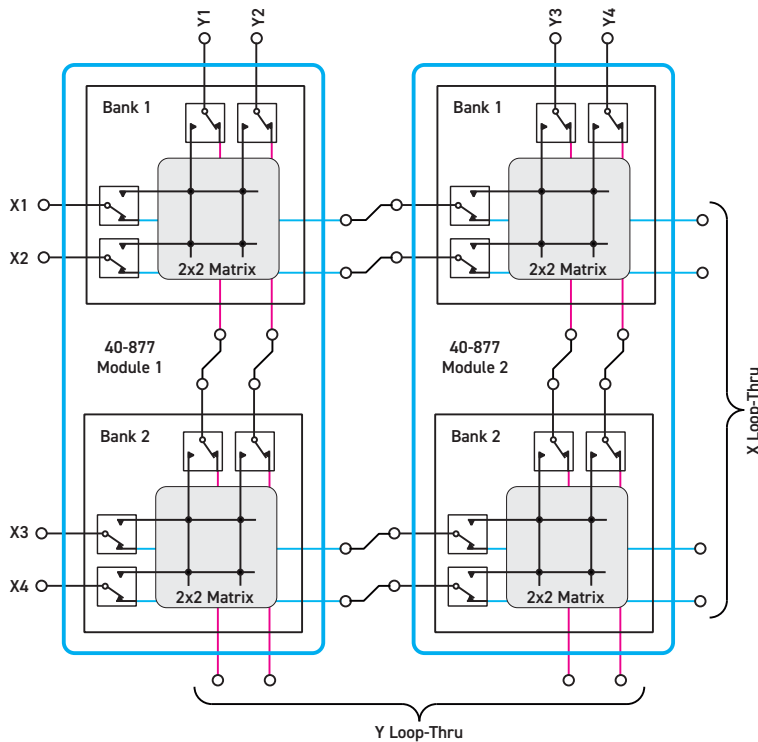 Y1
Y2
Y3
Y4
Bank 1
Bank 1
X1
X2
2x2 Matrix
2x2 Matrix
40-877
Module 1
40-877
Module 2
X Loop-Thru
Bank 2
Bank 2
X3
X4
2x2 Matrix
2x2 Matrix
Y Loop-Thru